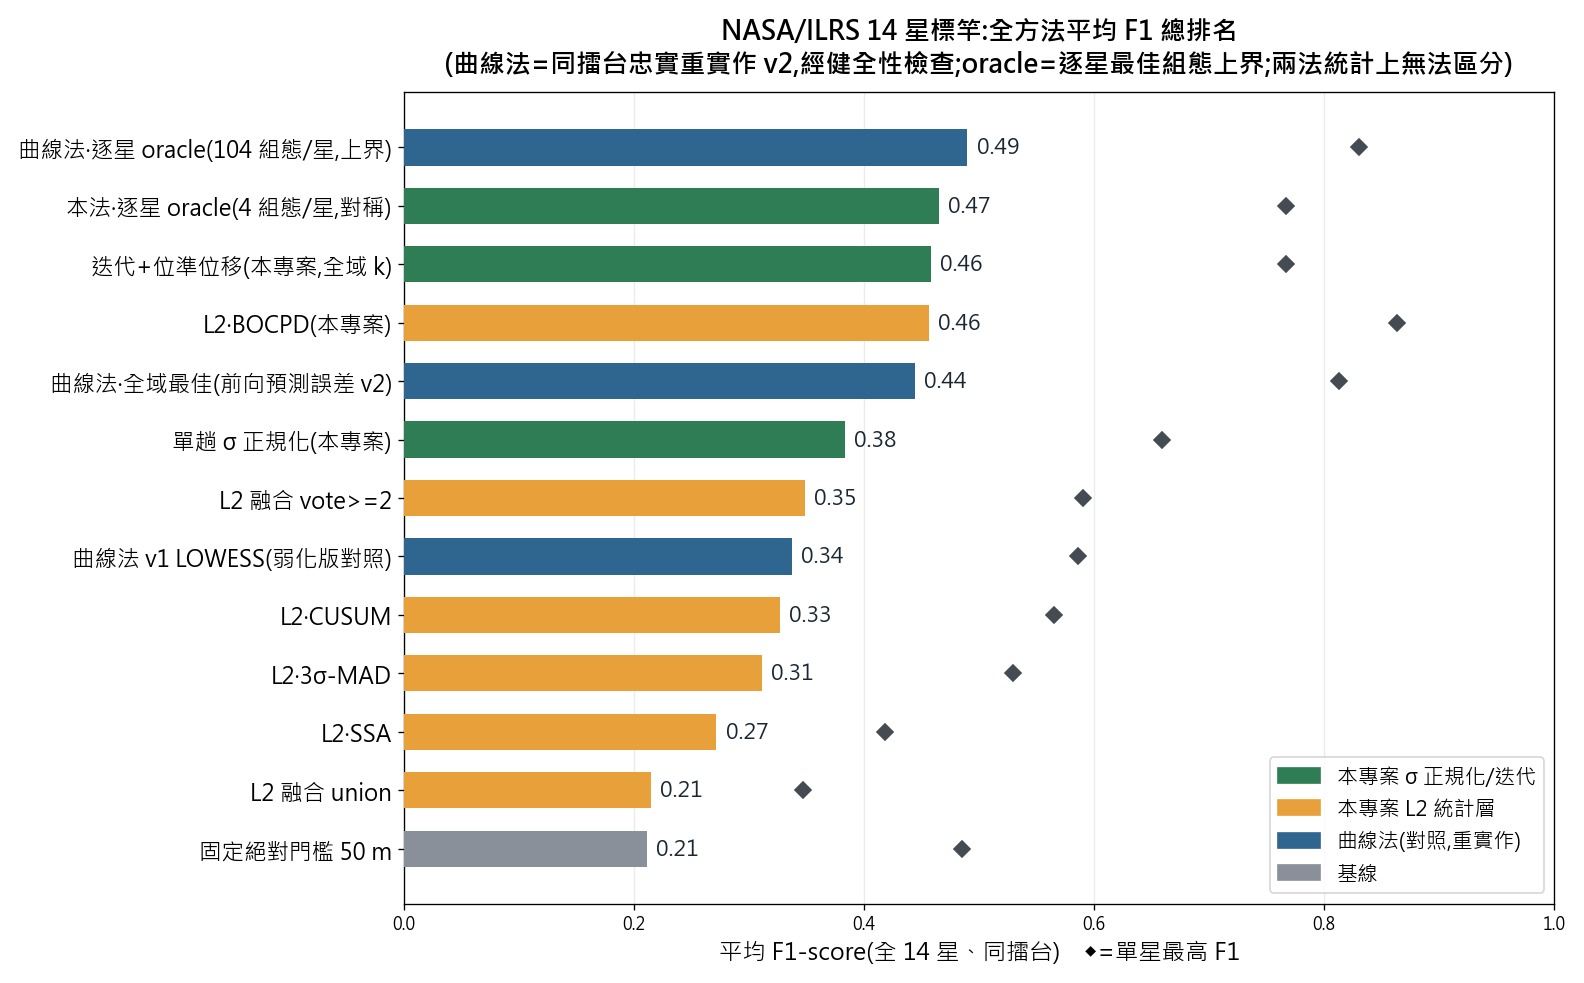 NASA/ILRS 14 星標竿:全方法平均 F1 總排名
(曲線法=同擂台忠實重實作 v2,經健全性檢查;oracle=逐星最佳組態上界;兩法統計上無法區分)
曲線法·逐星 oracle(104 組態/星,上界)
0.49
本法·逐星 oracle(4 組態/星,對稱)
0.47
迭代+位準位移(本專案,全域 k)
0.46
L2·BOCPD(本專案)
0.46
曲線法·全域最佳(前向預測誤差 v2)
0.44
單趟 σ 正規化(本專案)
0.38
L2 融合 vote>=2
0.35
曲線法 v1 LOWESS(弱化版對照)
0.34
L2·CUSUM
0.33
L2·3σ-MAD
0.31
L2·SSA
0.27
L2 融合 union
0.21
固定絕對門檻 50 m
0.21
本專案 σ 正規化/迭代
本專案 L2 統計層
曲線法(對照,重實作)
基線
0.0 0.2 0.4 0.6 0.8 1.0
平均 F1-score(全 14 星、同擂台) ◆=單星最高 F1